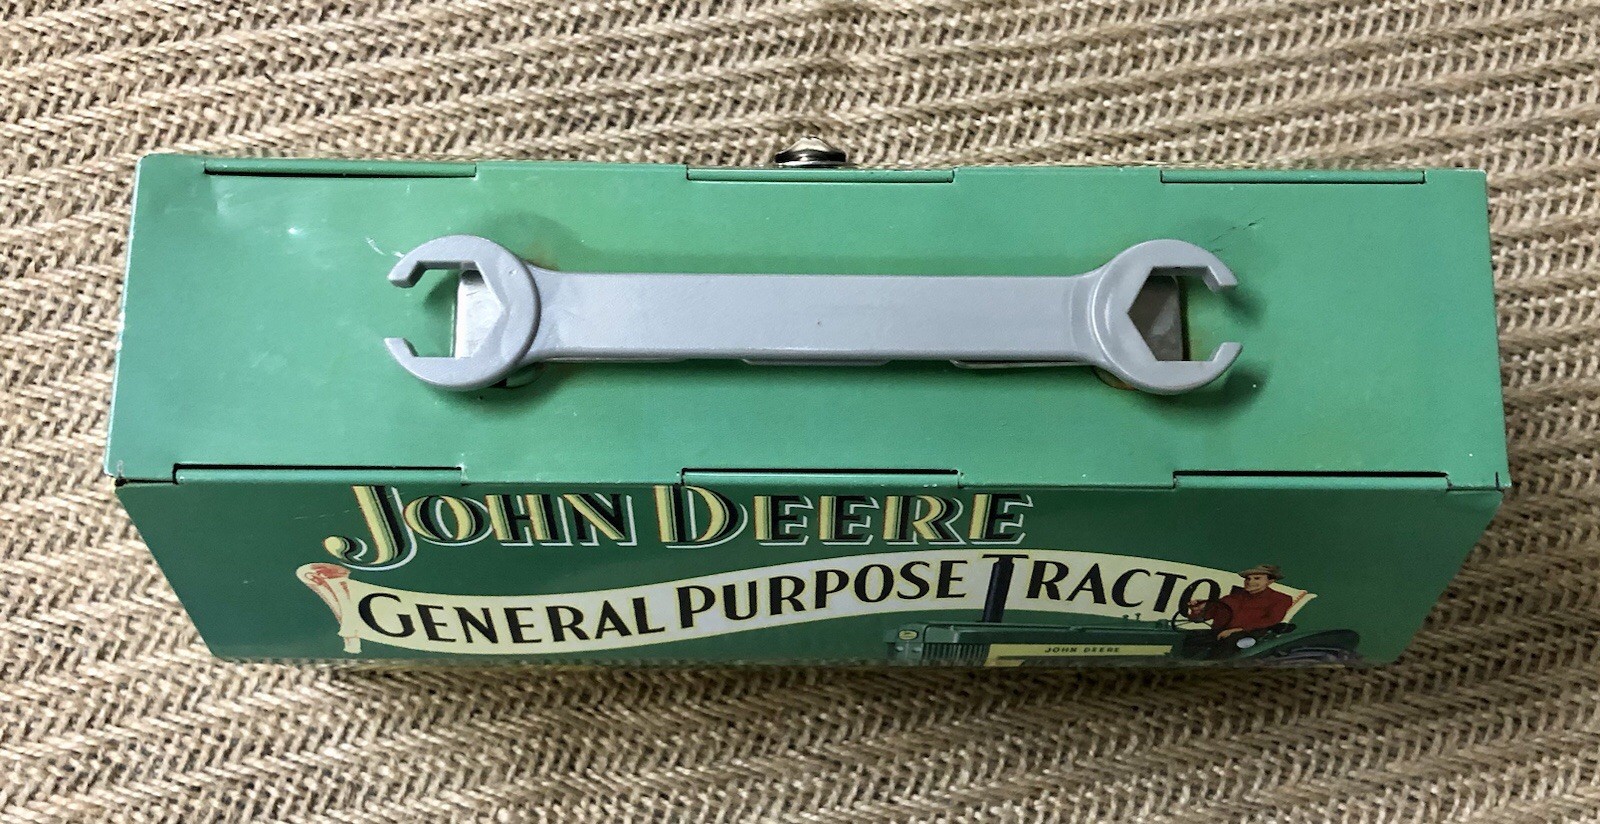 JOHN DEERE
GENERAL PURPOSE TRACTO
JOHN DEERE